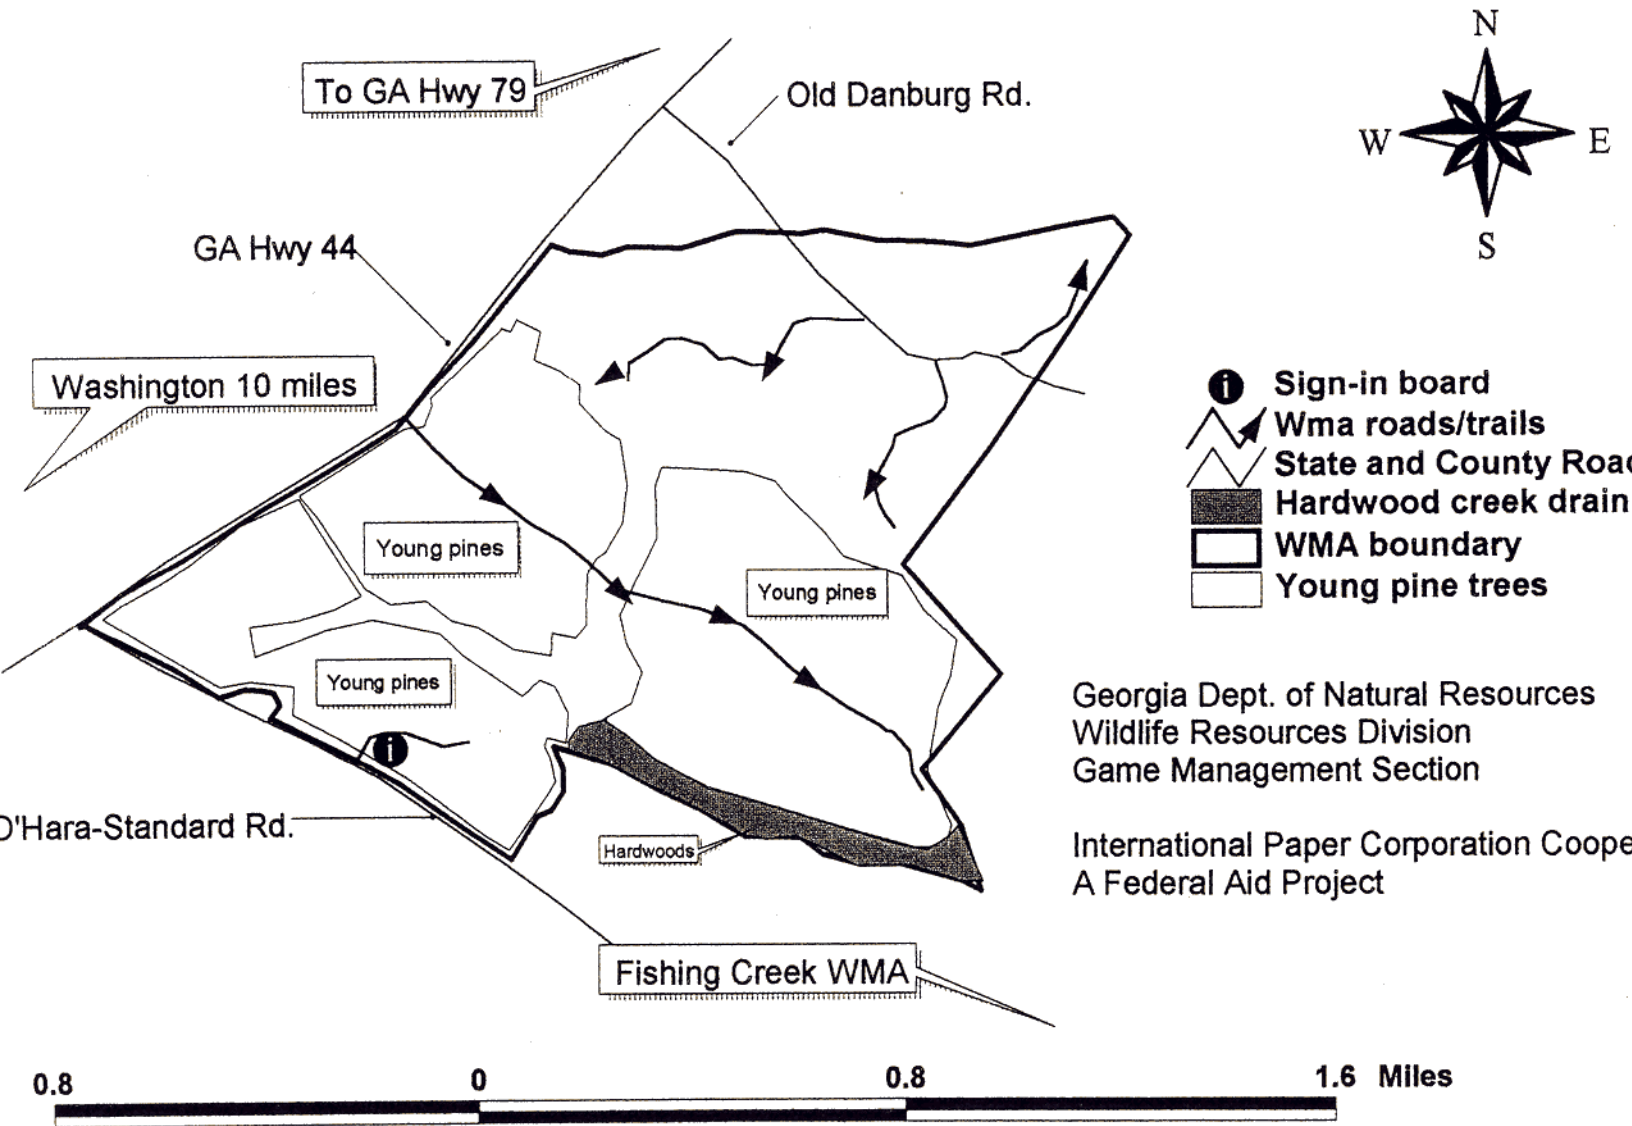 N
To GA Hwy 79
Old Danburg Rd.
W
E
S
GA Hwy 44
Washington 10 miles
i Sign-in board
Wma roads/trails
State and County Road
Hardwood creek drain
WMA boundary
Young pine trees
Young pines
Young pines
Young pines
i
Georgia Dept. of Natural Resources
Wildlife Resources Division
Game Management Section
O'Hara-Standard Rd.
Hardwoods
International Paper Corporation Coope
A Federal Aid Project
Fishing Creek WMA
0.8 0 0.8 1.6 Miles